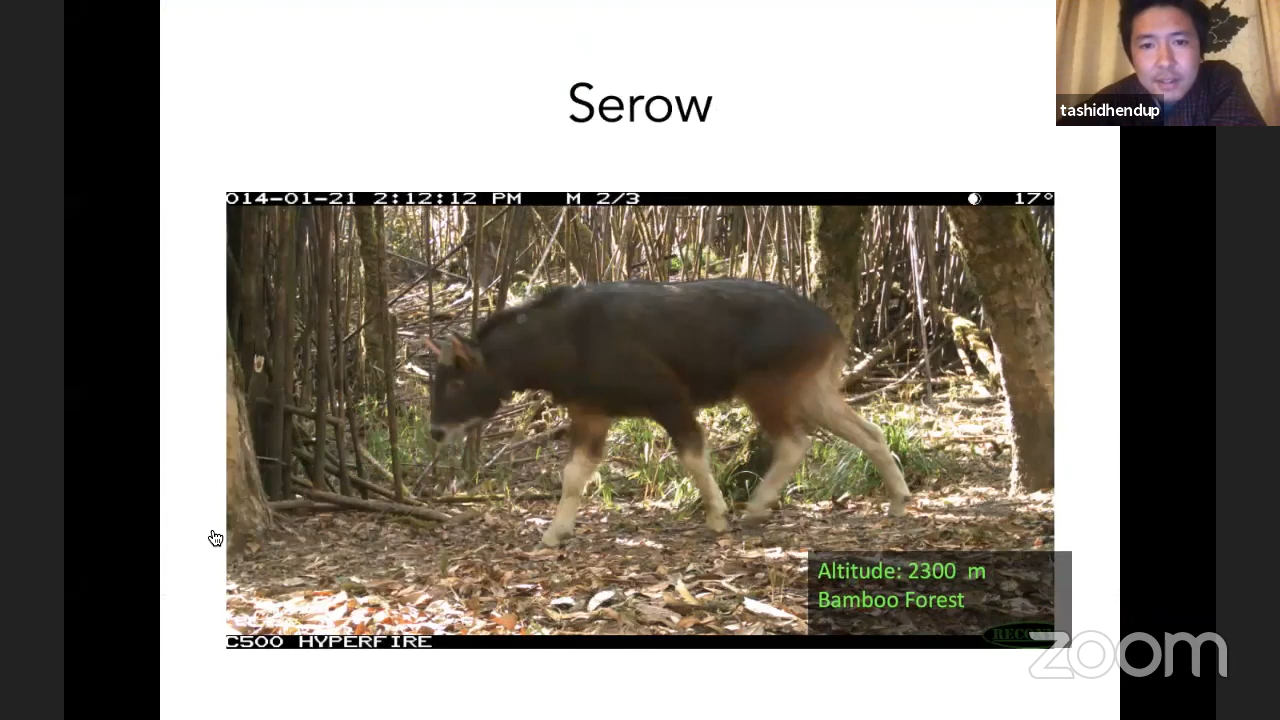 Serow
tashidhendup
014-01-21 2:12:12 PM M 2/3 17°
Altitude: 2300 m
Bamboo Forest
C500 HYPERFIRE
zoom